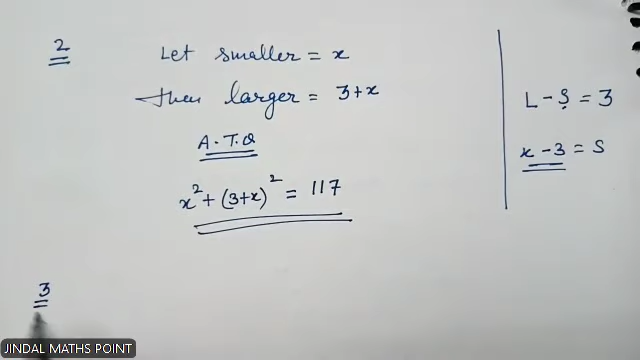 2 Let smaller = x
Then larger = 3+x
A.T.Q
x² + (3+x)² = 117
L - S = 3
x - 3 = S
3
JINDAL MATHS POINT